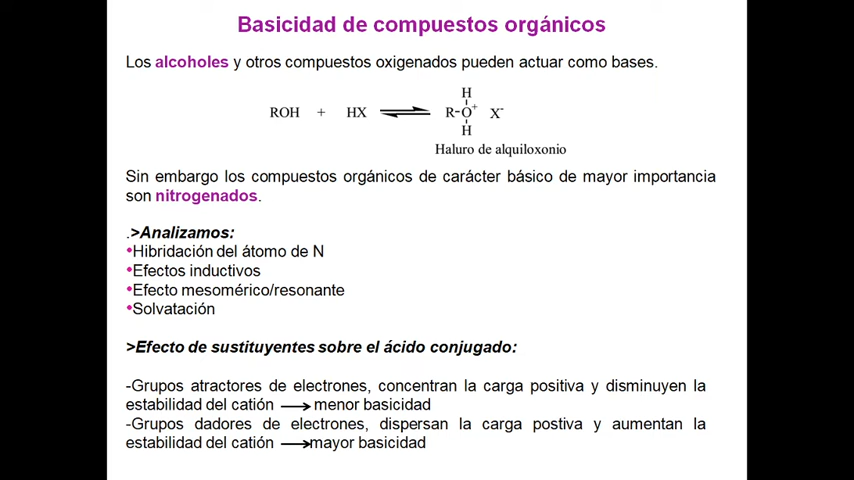 Basicidad de compuestos orgánicos
Los alcoholes y otros compuestos oxigenados pueden actuar como bases.
H
ROH + HX ⇌ R-O+ X-
H
Haluro de alquiloxonio
Sin embargo los compuestos orgánicos de carácter básico de mayor importancia
son nitrogenados.
.>Analizamos:
•Hibridación del átomo de N
•Efectos inductivos
•Efecto mesomérico/resonante
•Solvatación
>Efecto de sustituyentes sobre el ácido conjugado:
-Grupos atractores de electrones, concentran la carga positiva y disminuyen la
estabilidad del catión → menor basicidad
-Grupos dadores de electrones, dispersan la carga postiva y aumentan la
estabilidad del catión →mayor basicidad